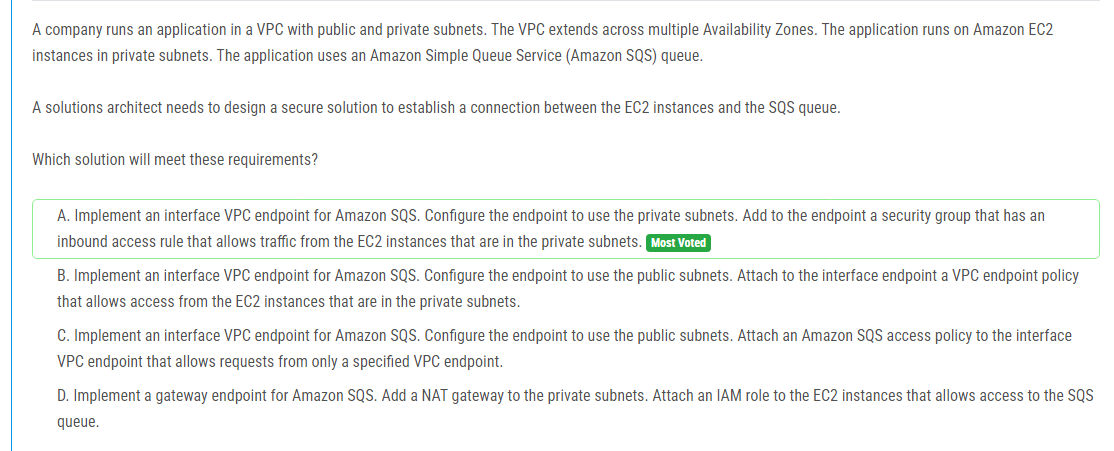 A company runs an application in a VPC with public and private subnets. The VPC extends across multiple Availability Zones. The application runs on Amazon EC2
instances in private subnets. The application uses an Amazon Simple Queue Service (Amazon SQS) queue.
A solutions architect needs to design a secure solution to establish a connection between the EC2 instances and the SQS queue.
Which solution will meet these requirements?
A. Implement an interface VPC endpoint for Amazon SQS. Configure the endpoint to use the private subnets. Add to the endpoint a security group that has an
inbound access rule that allows traffic from the EC2 instances that are in the private subnets. Most Voted
B. Implement an interface VPC endpoint for Amazon SQS. Configure the endpoint to use the public subnets. Attach to the interface endpoint a VPC endpoint policy
that allows access from the EC2 instances that are in the private subnets.
C. Implement an interface VPC endpoint for Amazon SQS. Configure the endpoint to use the public subnets. Attach an Amazon SQS access policy to the interface
VPC endpoint that allows requests from only a specified VPC endpoint.
D. Implement a gateway endpoint for Amazon SQS. Add a NAT gateway to the private subnets. Attach an IAM role to the EC2 instances that allows access to the SQS
queue.